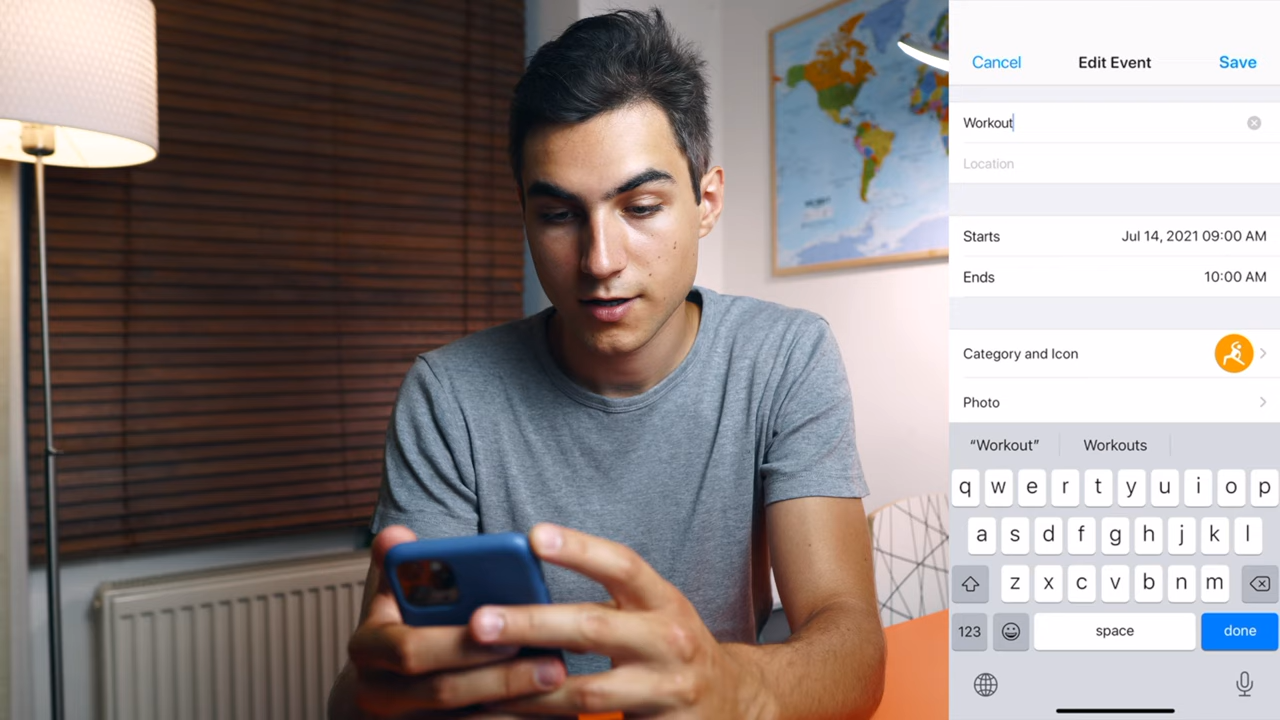 Cancel Edit Event Save
Workout
Location
Starts Jul 14, 2021 09:00 AM
Ends 10:00 AM
Category and Icon
Photo
“Workout” Workouts
q w e r t y u i o p
a s d f g h j k l
z x c v b n m
123 space done